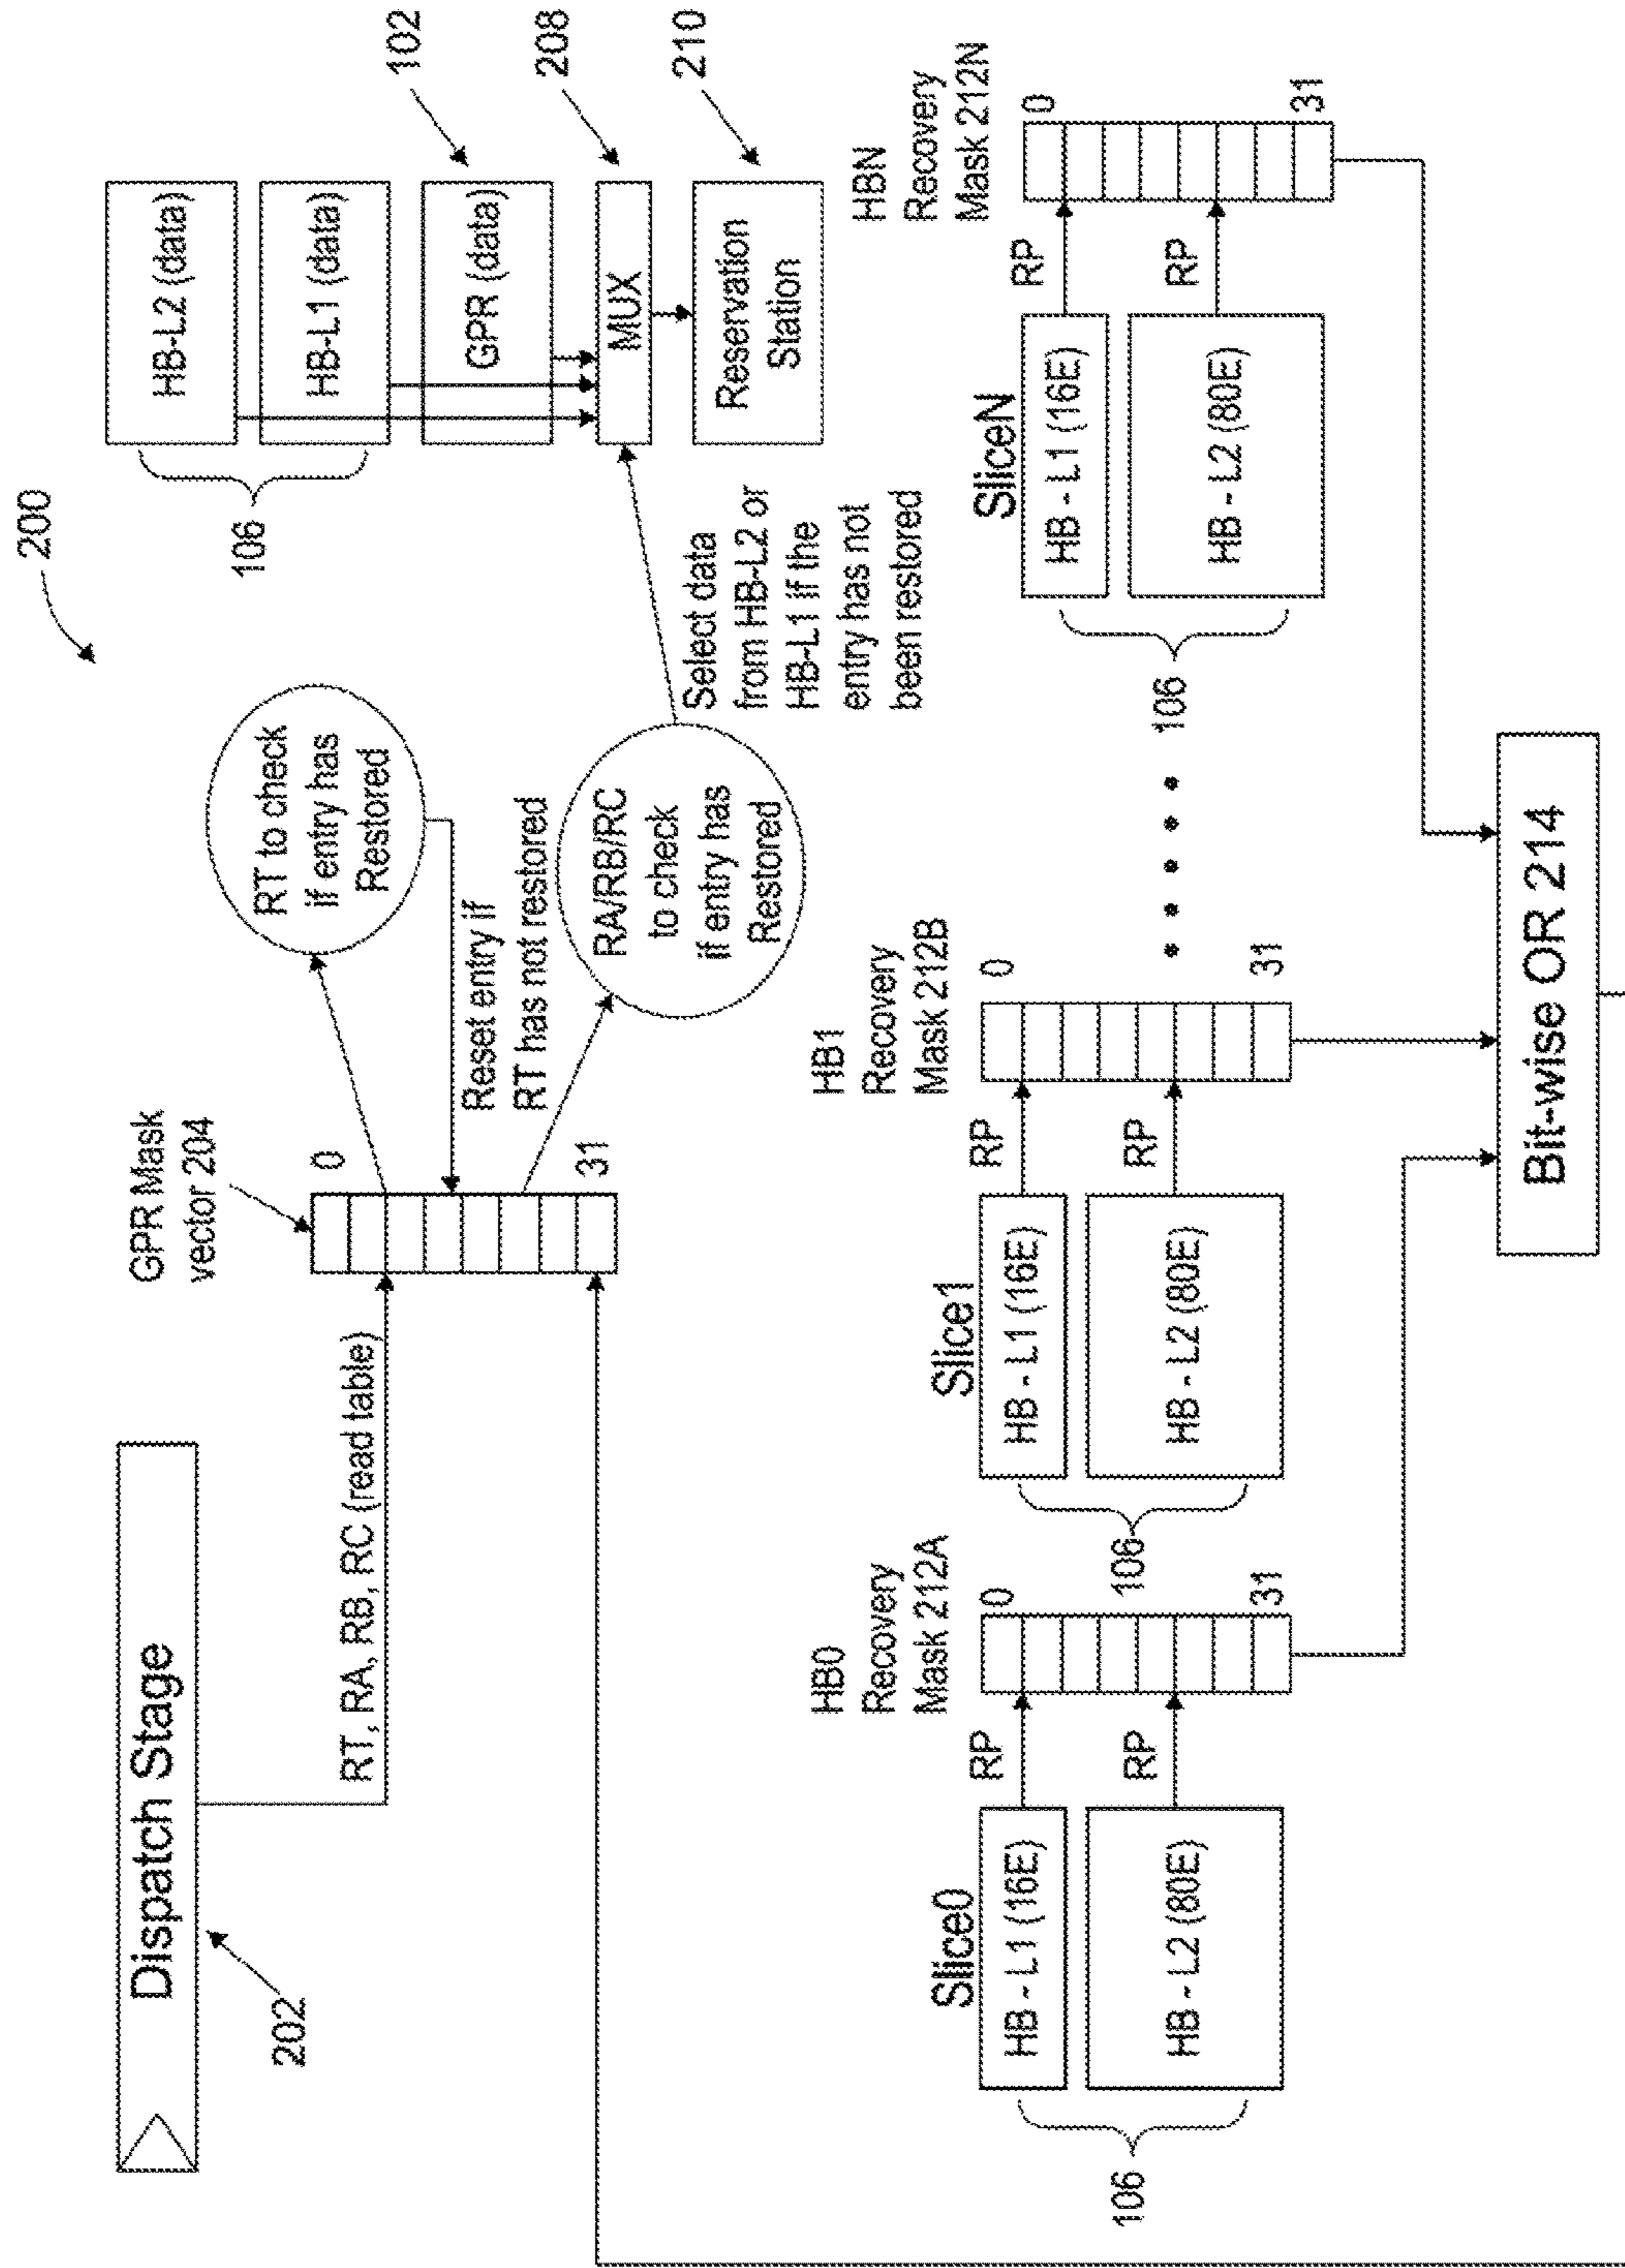 200
Dispatch Stage
202
RT, RA, RB, RC (read table)
GPR Mask
vector 204
0
31
RT to check
if entry has
Restored
Reset entry if
RT has not restored
RA/RB/RC
to check
if entry has
Restored
Select data
from HB-L2 or
HB-L1 if the
entry has not
been restored
106
HB-L2 (data)
HB-L1 (data)
GPR (data)
102
MUX
208
Reservation
Station
210
Slice0
HB - L1 (16E)
HB - L2 (80E)
106
RP
RP
HB0
Recovery
Mask 212A
0
31
Slice1
HB - L1 (16E)
HB - L2 (80E)
106
RP
RP
HB1
Recovery
Mask 212B
0
31
SliceN
HB - L1 (16E)
HB - L2 (80E)
106
RP
RP
HBN
Recovery
Mask 212N
0
31
Bit-wise OR 214